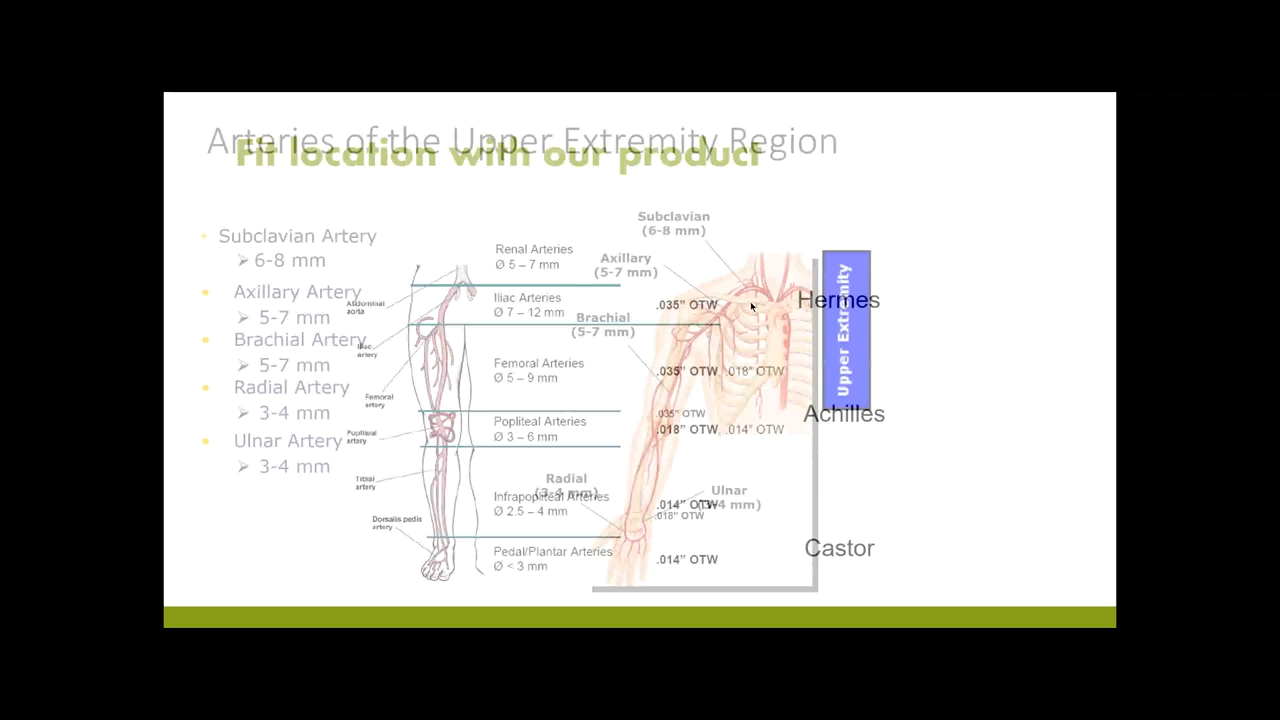 Arteries of the Upper Extremity Region
Fit location with our product
Subclavian Artery
6-8 mm
Axillary Artery
5-7 mm
Brachial Artery
5-7 mm
Radial Artery
3-4 mm
Ulnar Artery
3-4 mm
Abdominal
aorta
Iliac
artery
Femoral
artery
Popliteal
artery
Tibial
artery
Dorsalis pedis
artery
Renal Arteries
Ø 5 – 7 mm
Iliac Arteries
Ø 7 – 12 mm
Femoral Arteries
Ø 5 – 9 mm
Popliteal Arteries
Ø 3 – 6 mm
Infrapopliteal Arteries
Ø 2.5 – 4 mm
Pedal/Plantar Arteries
Ø < 3 mm
Subclavian
(6-8 mm)
Axillary
(5-7 mm)
Brachial
(5-7 mm)
Radial
(3-4 mm)
Ulnar
(3-4 mm)
.035” OTW
.035” OTW, .018” OTW
.035” OTW
.018” OTW, .014” OTW
.014” OTW
.018” OTW
.014” OTW
Hermes
Achilles
Castor
Upper Extremity